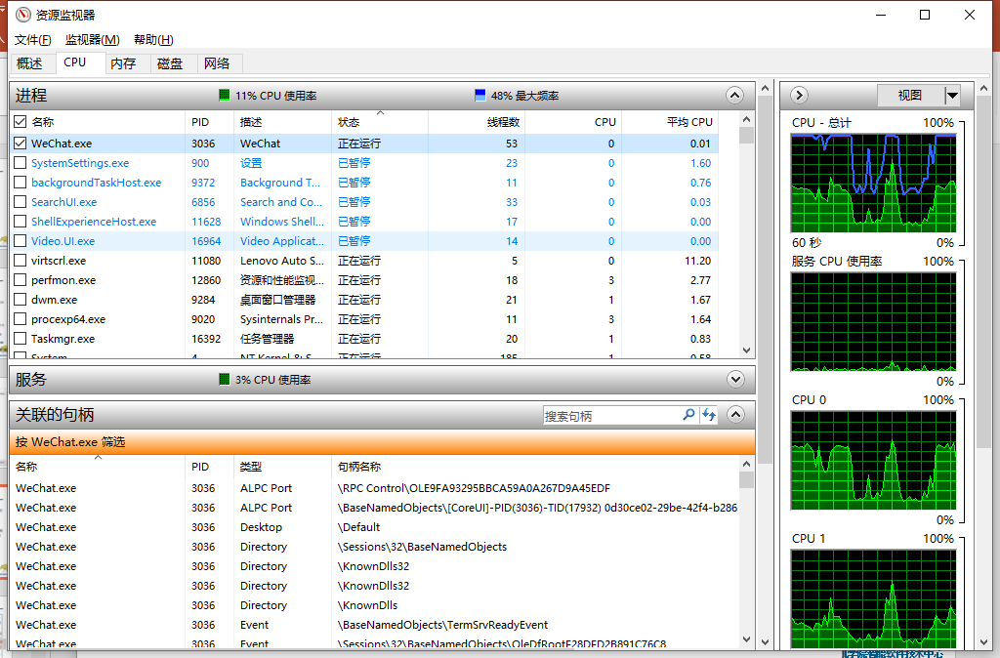 资源监视器
文件(F) 监视器(M) 帮助(H)
概述 CPU 内存 磁盘 网络
进程 11% CPU 使用率 48% 最大频率
名称 PID 描述 状态 线程数 CPU 平均 CPU
WeChat.exe 3036 WeChat 正在运行 53 0 0.01
SystemSettings.exe 900 设置 已暂停 23 0 1.60
backgroundTaskHost.exe 9372 Background T... 已暂停 11 0 0.76
SearchUI.exe 6856 Search and Co... 已暂停 33 0 0.03
ShellExperienceHost.exe 11628 Windows Shell... 已暂停 17 0 0.00
Video.UI.exe 16964 Video Applicat... 已暂停 14 0 0.00
virtscrl.exe 11080 Lenovo Auto S... 正在运行 5 0 11.20
perfmon.exe 12860 资源和性能监视... 正在运行 18 3 2.77
dwm.exe 9284 桌面窗口管理器 正在运行 21 1 1.67
procexp64.exe 9020 Sysinternals Pr... 正在运行 11 3 1.64
Taskmgr.exe 16392 任务管理器 正在运行 20 1 0.83
System 4 NT Kernel & S... 正在运行 185 1 0.58
服务 3% CPU 使用率
关联的句柄 搜索句柄
按 WeChat.exe 筛选
名称 PID 类型 句柄名称
WeChat.exe 3036 ALPC Port \RPC Control\OLE9FA93295BBCA59A0A267D9A45EDF
WeChat.exe 3036 ALPC Port \BaseNamedObjects\[CoreUI]-PID(3036)-TID(17932) 0d30ce02-29be-42f4-b286
WeChat.exe 3036 Desktop \Default
WeChat.exe 3036 Directory \Sessions\32\BaseNamedObjects
WeChat.exe 3036 Directory \KnownDlls32
WeChat.exe 3036 Directory \KnownDlls32
WeChat.exe 3036 Directory \KnownDlls
WeChat.exe 3036 Event \BaseNamedObjects\TermSrvReadyEvent
WeChat.exe 3036 Event \Sessions\32\BaseNamedObjects\OleDfRootF28DFD2B891C76C8
视图
CPU - 总计 100%
60 秒 0%
服务 CPU 使用率 100%
0%
CPU 0 100%
0%
CPU 1 100%